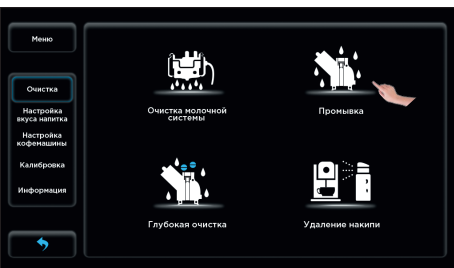 Меню
Очистка
Настройка
вкуса напитка
Настройка
кофемашины
Калибровка
Информация
Очистка молочной
системы
Промывка
Глубокая очистка
Удаление накипи